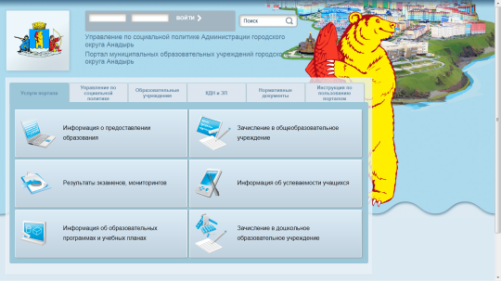 ВОЙТИ
Поиск
Управление по социальной политике Администрации городского
округа Анадырь
Портал муниципальных образовательных учреждений городского
округа Анадырь
Услуги портала
Управление по
социальной
политике
Образовательные
учреждения
КДН и ЗП
Нормативные
документы
Инструкция по
пользованию
порталом
Информация о предоставлении
образования
Зачисление в общеобразовательное
учреждение
Результаты экзаменов, мониторингов
Информация об успеваемости учащихся
Информация об образовательных
программах и учебных планах
Зачисление в дошкольное
образовательное учреждение